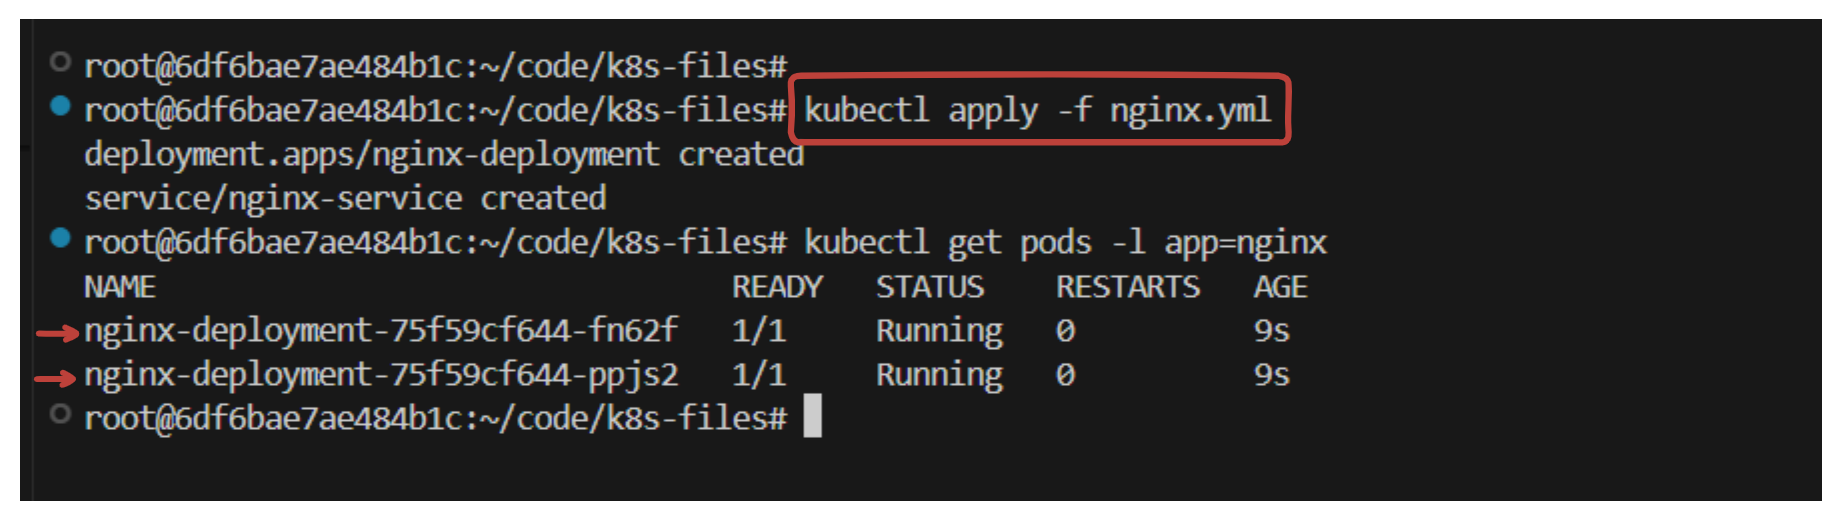 root@6df6bae7ae484b1c:~/code/k8s-files#
root@6df6bae7ae484b1c:~/code/k8s-files# kubectl apply -f nginx.yml
deployment.apps/nginx-deployment created
service/nginx-service created
root@6df6bae7ae484b1c:~/code/k8s-files# kubectl get pods -l app=nginx
NAME READY STATUS RESTARTS AGE
nginx-deployment-75f59cf644-fn62f 1/1 Running 0 9s
nginx-deployment-75f59cf644-ppjs2 1/1 Running 0 9s
root@6df6bae7ae484b1c:~/code/k8s-files#